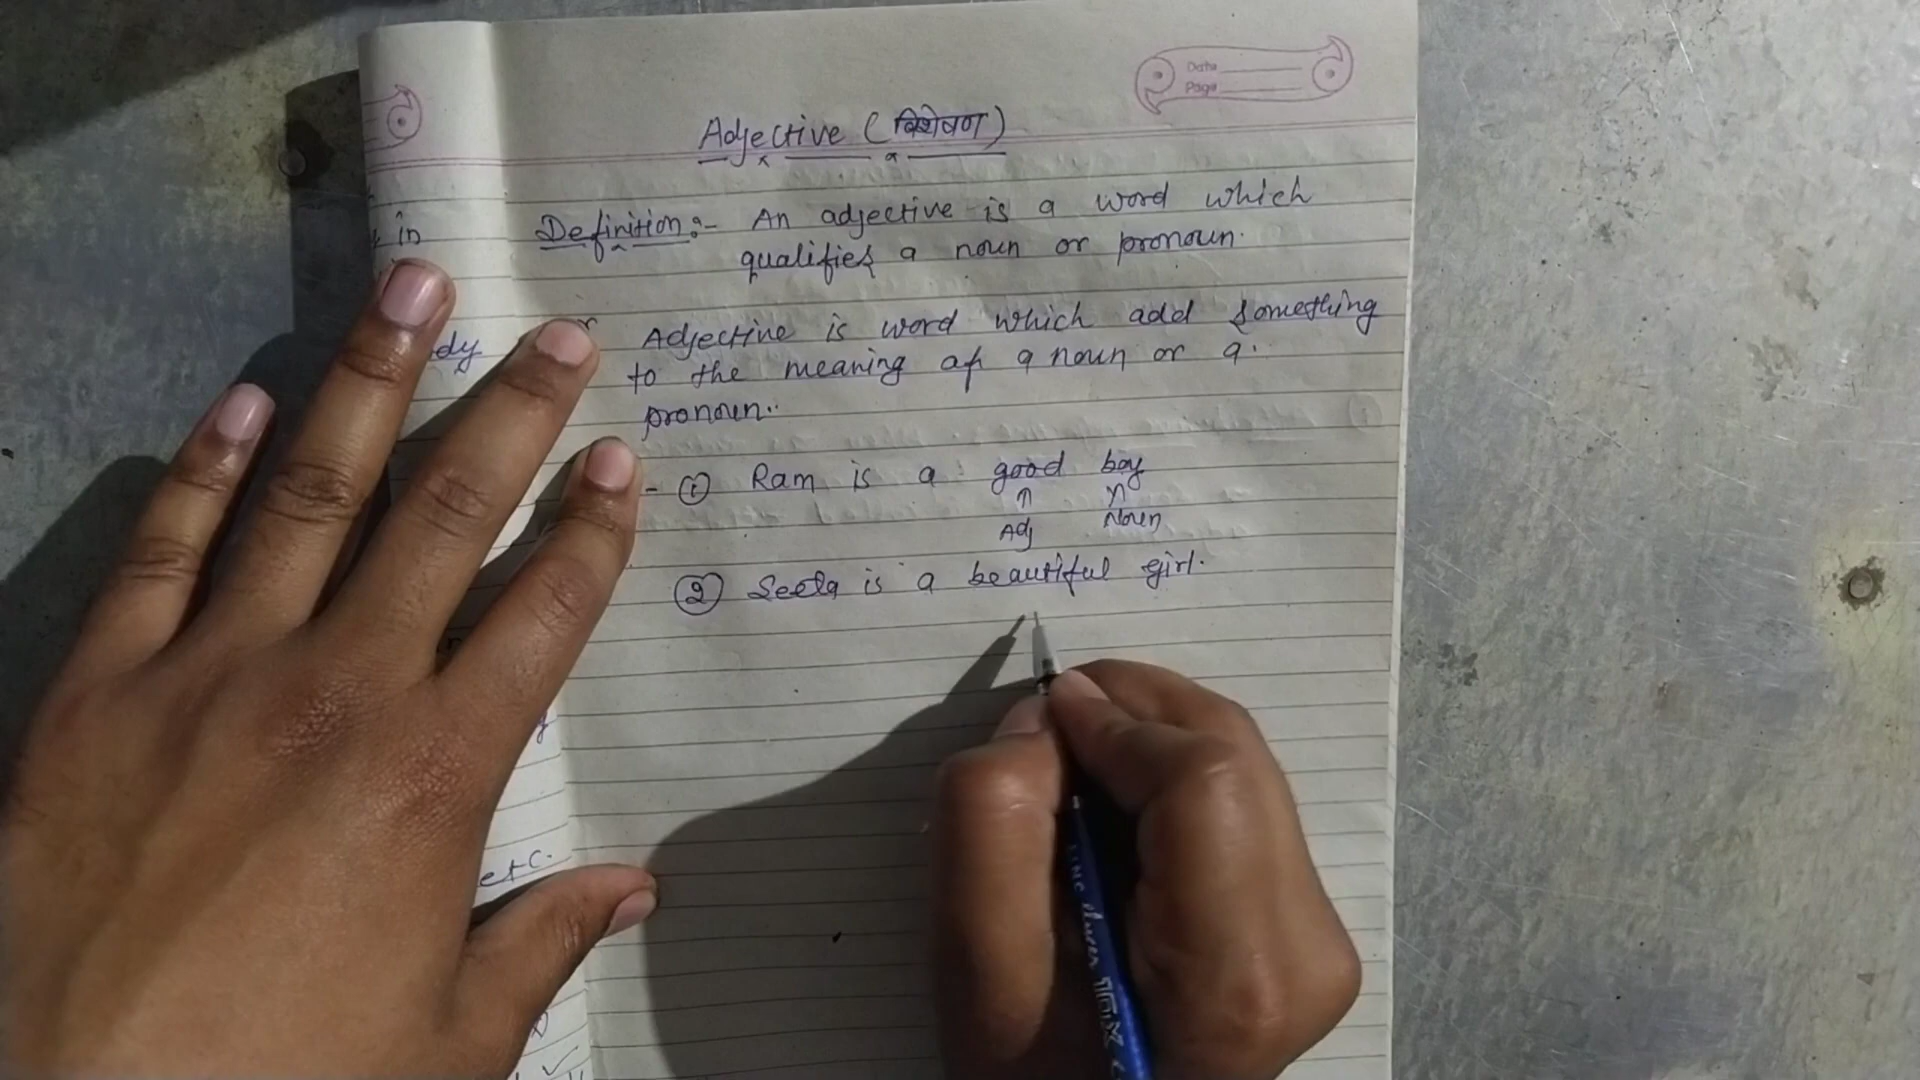 Date
Page
Adjective (विशेषण)
in
Definition:- An adjective is a word which
qualifies a noun or pronoun.
dy
Adjective is word which add something
to the meaning of a noun or a.
pronoun..
- ① Ram is a good boy
Adj Noun
② Seeta is a beautiful girl.
etc.